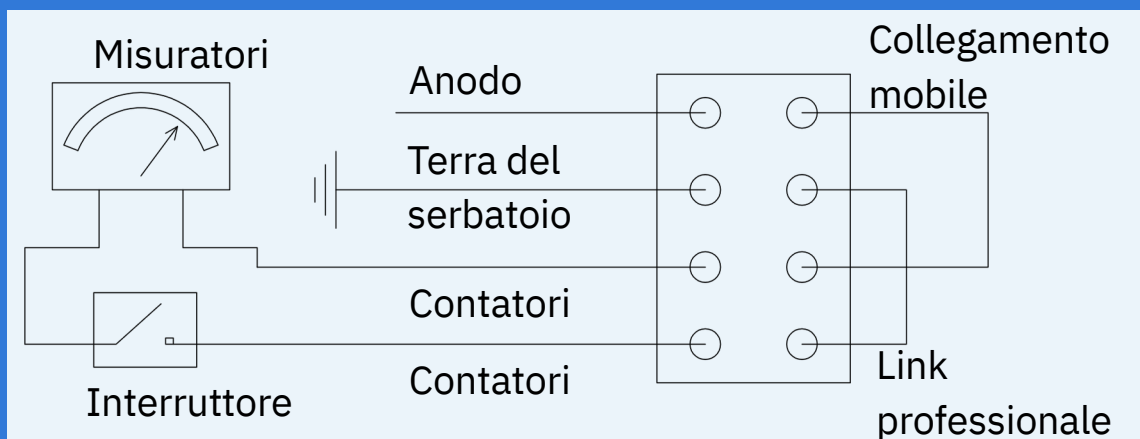 Misuratori
Anodo
Collegamento
mobile
Terra del
serbatoio
Contatori
Contatori
Interruttore
Link
professionale